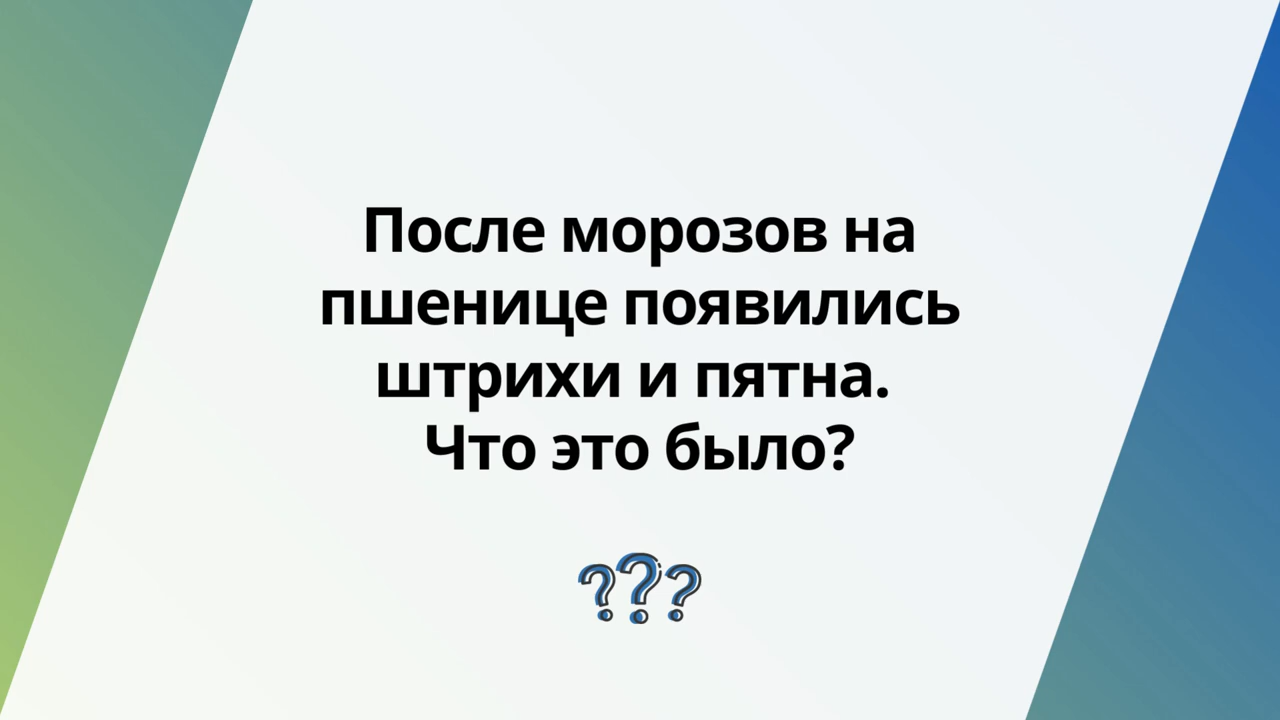 После морозов на
пшенице появились
штрихи и пятна.
Что это было?
???